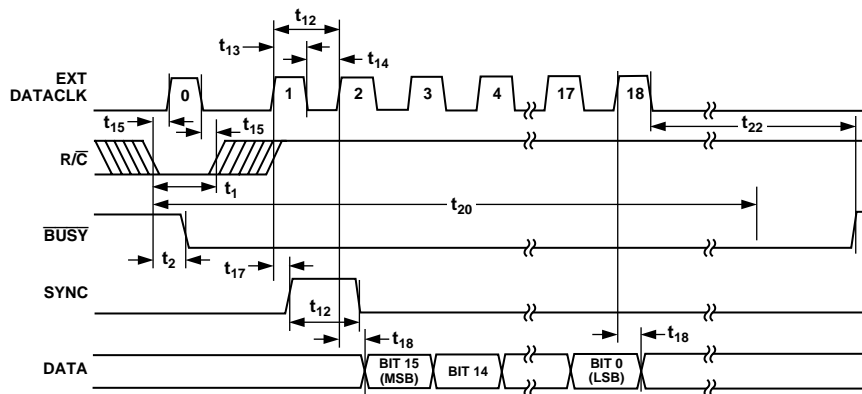 t12
t13
t14
EXT
DATACLK
0
1
2
3
4
17
18
t15
t15
t22
R/C̅
t1
t20
B̅U̅S̅Y̅
t2
t17
SYNC
t12
t18
t18
DATA
BIT 15
(MSB)
BIT 14
BIT 0
(LSB)